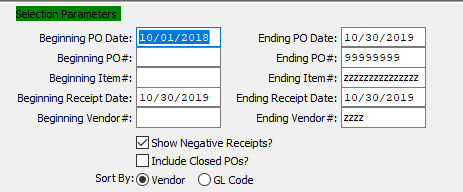 Selection Parameters
Beginning PO Date: 10/01/2018 Ending PO Date: 10/30/2019
Beginning PO#: Ending PO#: 99999999
Beginning Item#: Ending Item#: zzzzzzzzzzzzzzz
Beginning Receipt Date: 10/30/2019 Ending Receipt Date: 10/30/2019
Beginning Vendor#: Ending Vendor#: zzzz
Show Negative Receipts?
Include Closed POs?
Sort By: Vendor GL Code